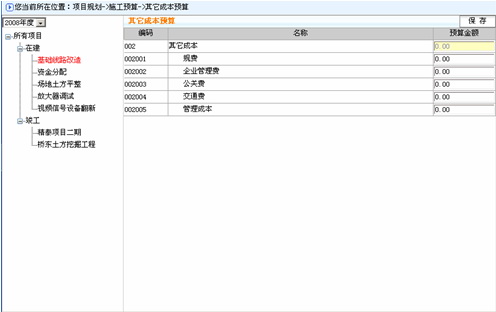 您当前所在位置：项目规划->施工预算->其它成本预算
2008年度
所有项目
在建
基础线路改造
资金分配
场地土方平整
放大器调试
视频信号设备翻新
竣工
精泰项目二期
桥东土方挖掘工程
其它成本预算 保 存
编码 名称 预算金额
002 其它成本 0.00
002001 规费 0.00
002002 企业管理费 0.00
002003 公关费 0.00
002004 交通费 0.00
002005 管理成本 0.00